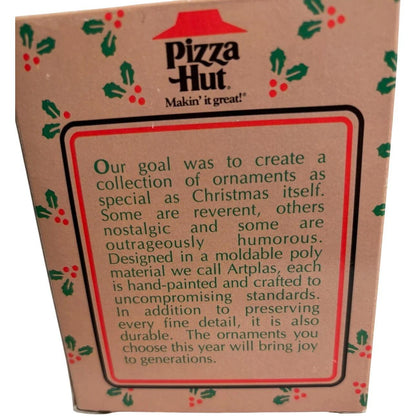 Pizza
Hut®
Makin' it great!®
Our goal was to create a
collection of ornaments as
special as Christmas itself.
Some are reverent, others
nostalgic and some are
outrageously humorous.
Designed in a moldable poly
material we call Artplas, each
is hand-painted and crafted to
uncompromising standards.
In addition to preserving
every fine detail, it is also
durable. The ornaments you
choose this year will bring joy
to generations.